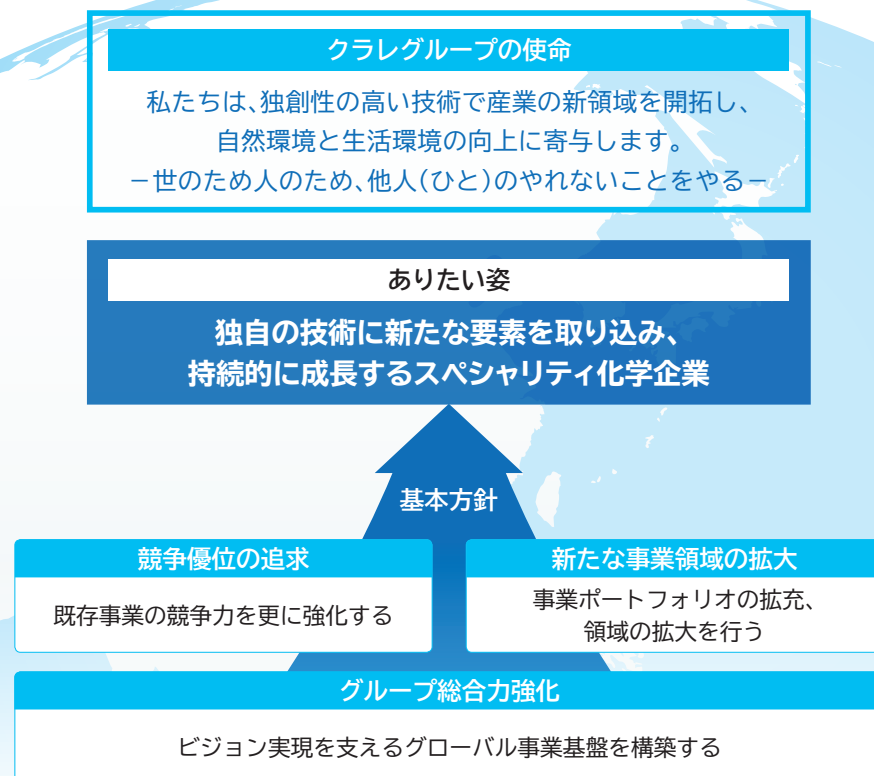 クラレグループの使命
私たちは、独創性の高い技術で産業の新領域を開拓し、
自然環境と生活環境の向上に寄与します。
－世のため人のため、他人（ひと）のやれないことをやる－
ありたい姿
独自の技術に新たな要素を取り込み、
持続的に成長するスペシャリティ化学企業
基本方針
競争優位の追求
既存事業の競争力を更に強化する
新たな事業領域の拡大
事業ポートフォリオの拡充、
領域の拡大を行う
グループ総合力強化
ビジョン実現を支えるグローバル事業基盤を構築する